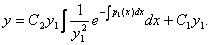 y = C₂y₁∫ 1/y₁² e^(−∫p₁(x)dx) dx + C₁y₁.